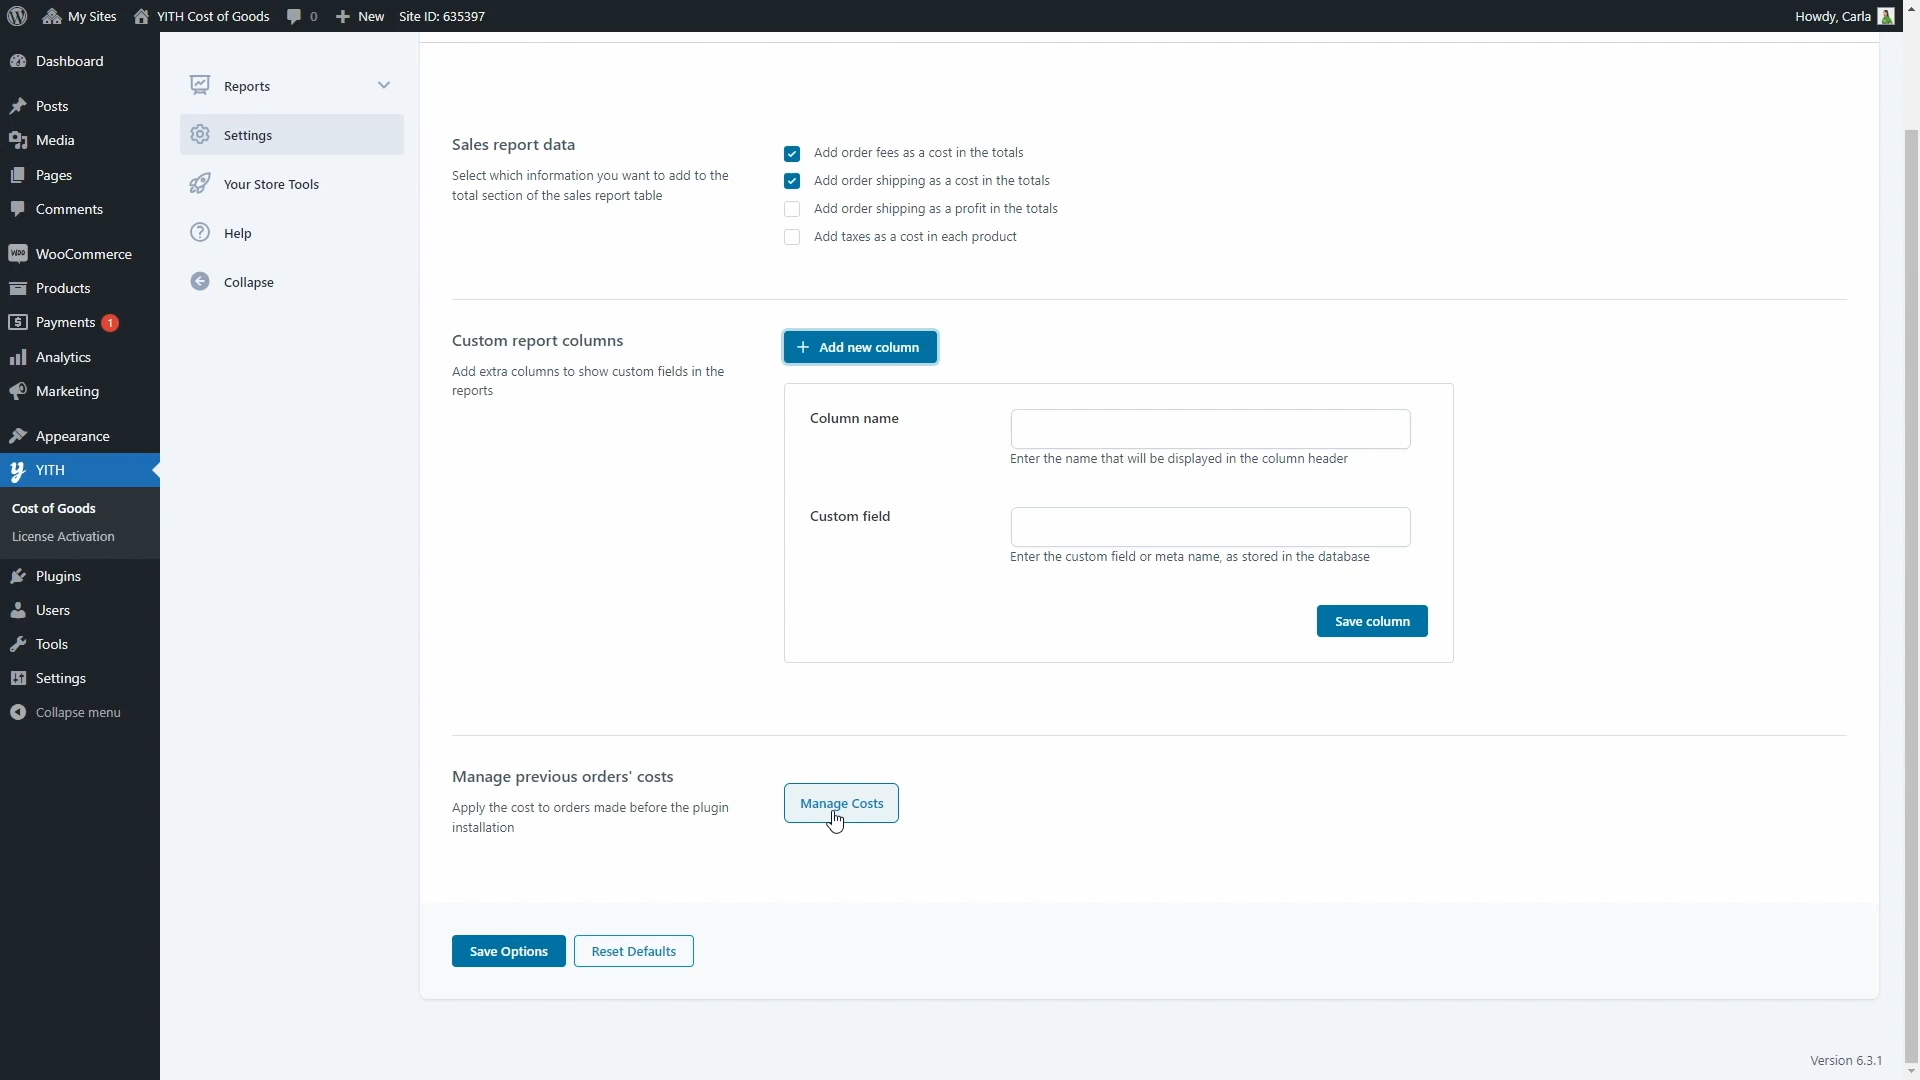 My Sites
YITH Cost of Goods
0
New
Site ID: 635397
Howdy, Carla
Dashboard
Posts
Media
Pages
Comments
WooCommerce
Products
Payments 1
Analytics
Marketing
Appearance
YITH
Cost of Goods
License Activation
Plugins
Users
Tools
Settings
Collapse menu
Reports
Settings
Your Store Tools
Help
Collapse
Sales report data
Select which information you want to add to the
total section of the sales report table
Add order fees as a cost in the totals
Add order shipping as a cost in the totals
Add order shipping as a profit in the totals
Add taxes as a cost in each product
Custom report columns
Add extra columns to show custom fields in the
reports
+ Add new column
Column name
Enter the name that will be displayed in the column header
Custom field
Enter the custom field or meta name, as stored in the database
Save column
Manage previous orders' costs
Apply the cost to orders made before the plugin
installation
Manage Costs
Save Options
Reset Defaults
Version 6.3.1